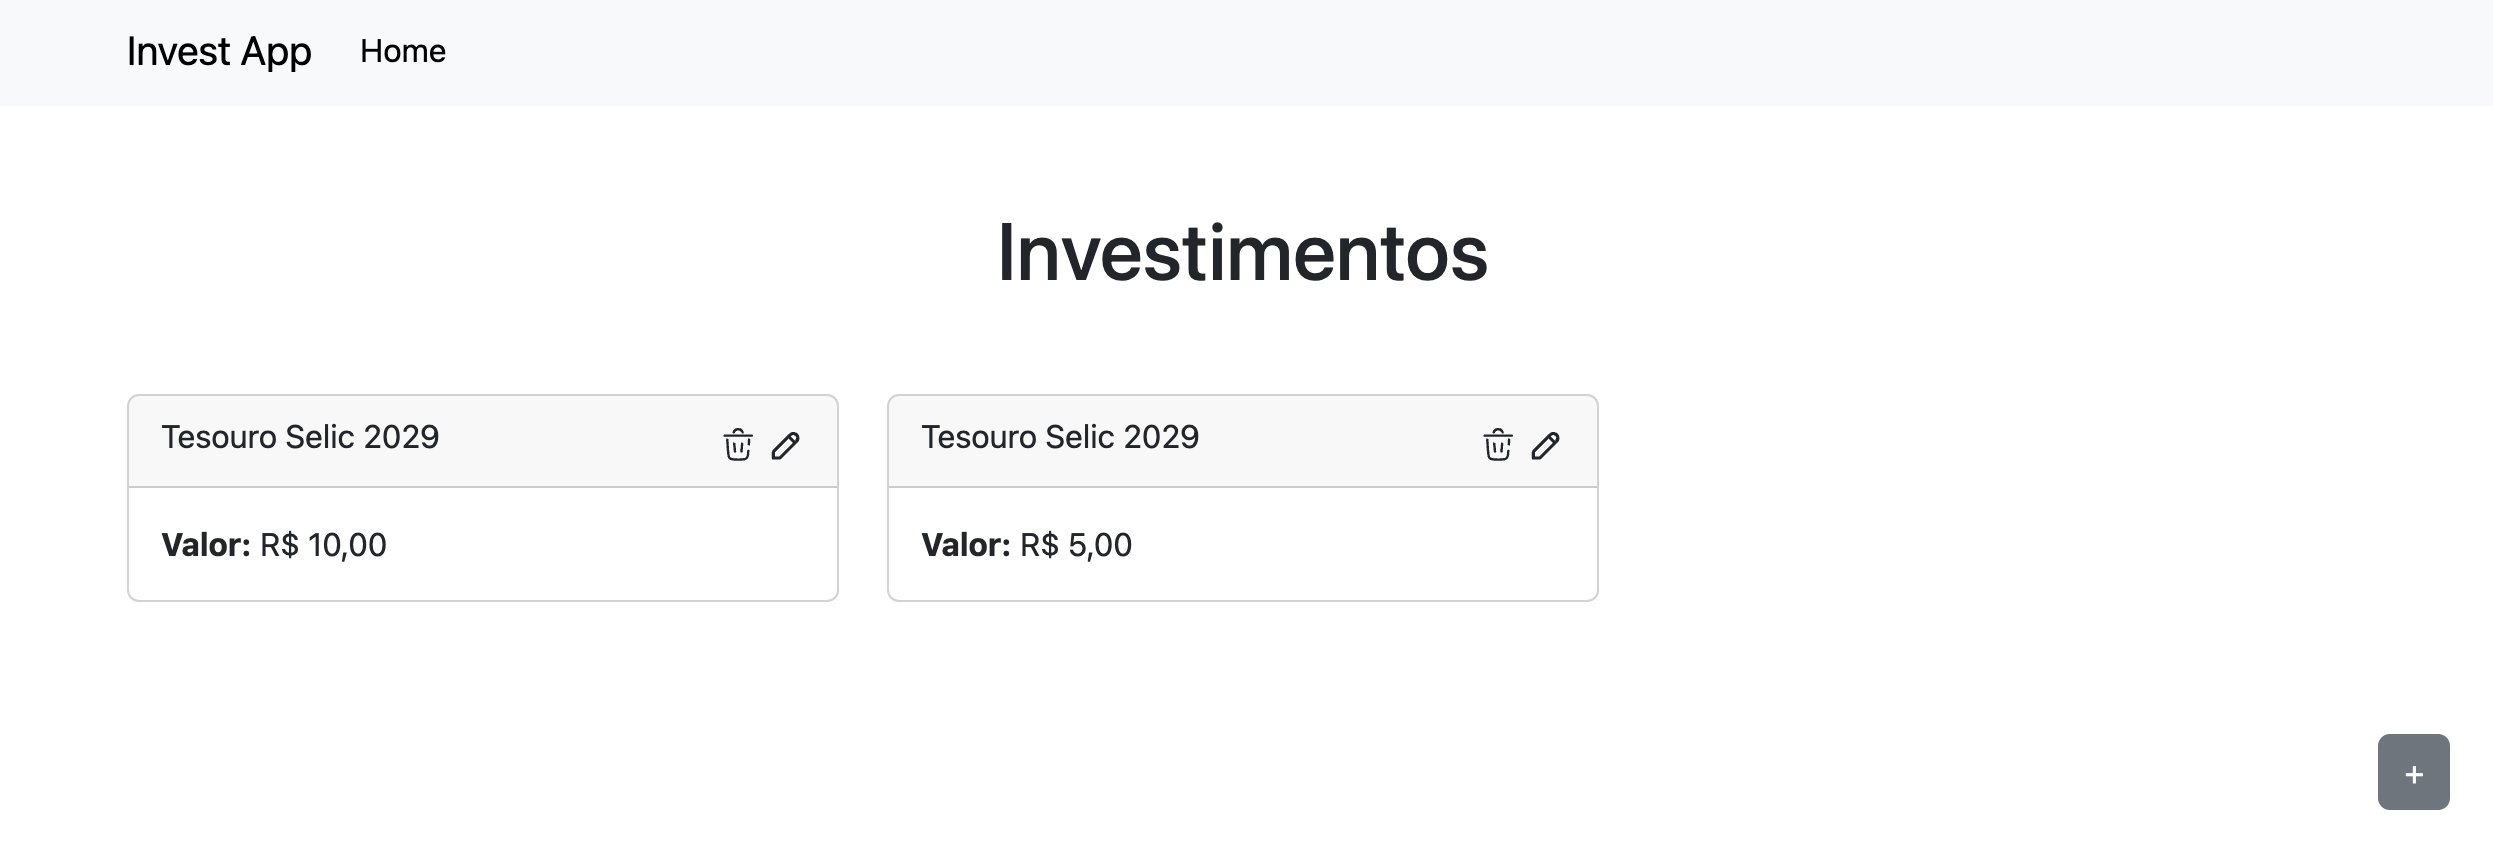 Invest App Home
Investimentos
Tesouro Selic 2029
Valor: R$ 10,00
Tesouro Selic 2029
Valor: R$ 5,00
+